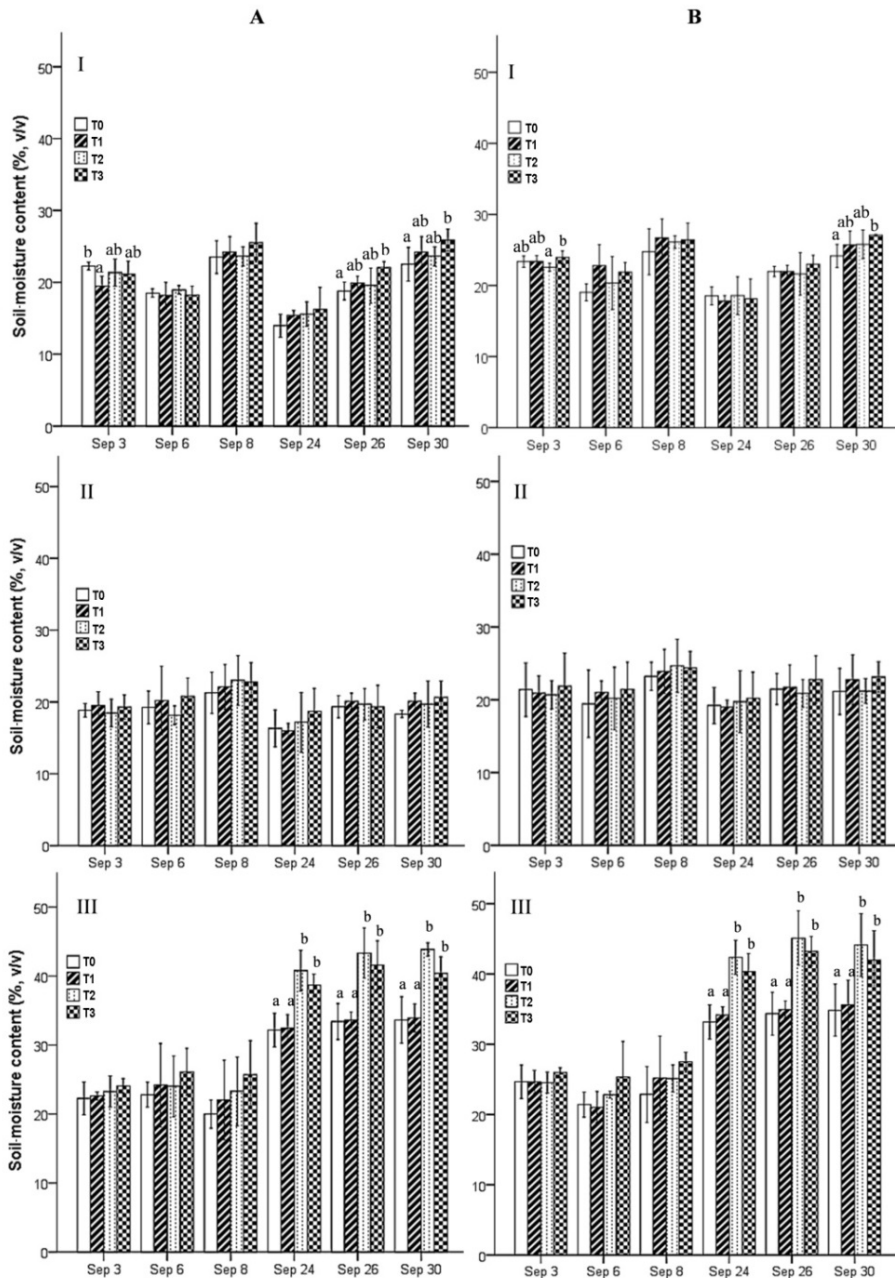 A
I
Soil-moisture content (%, v/v)
50
40
30
20
10
0
T0
T1
T2
T3
b a ab ab
a ab ab b
a ab ab b
Sep 3 Sep 6 Sep 8 Sep 24 Sep 26 Sep 30
B
I
50
40
30
20
10
0
T0
T1
T2
T3
ab ab a b
a ab ab b
Sep 3 Sep 6 Sep 8 Sep 24 Sep 26 Sep 30
II
Soil-moisture content (%, v/v)
50
40
30
20
10
0
T0
T1
T2
T3
Sep 3 Sep 6 Sep 8 Sep 24 Sep 26 Sep 30
II
50
40
30
20
10
0
T0
T1
T2
T3
Sep 3 Sep 6 Sep 8 Sep 24 Sep 26 Sep 30
III
Soil-moisture content (%, v/v)
50
40
30
20
10
0
T0
T1
T2
T3
a a b b
a a b b
a a b b
Sep 3 Sep 6 Sep 8 Sep 24 Sep 26 Sep 30
III
50
40
30
20
10
0
T0
T1
T2
T3
a a b b
a a b b
a a b b
Sep 3 Sep 6 Sep 8 Sep 24 Sep 26 Sep 30